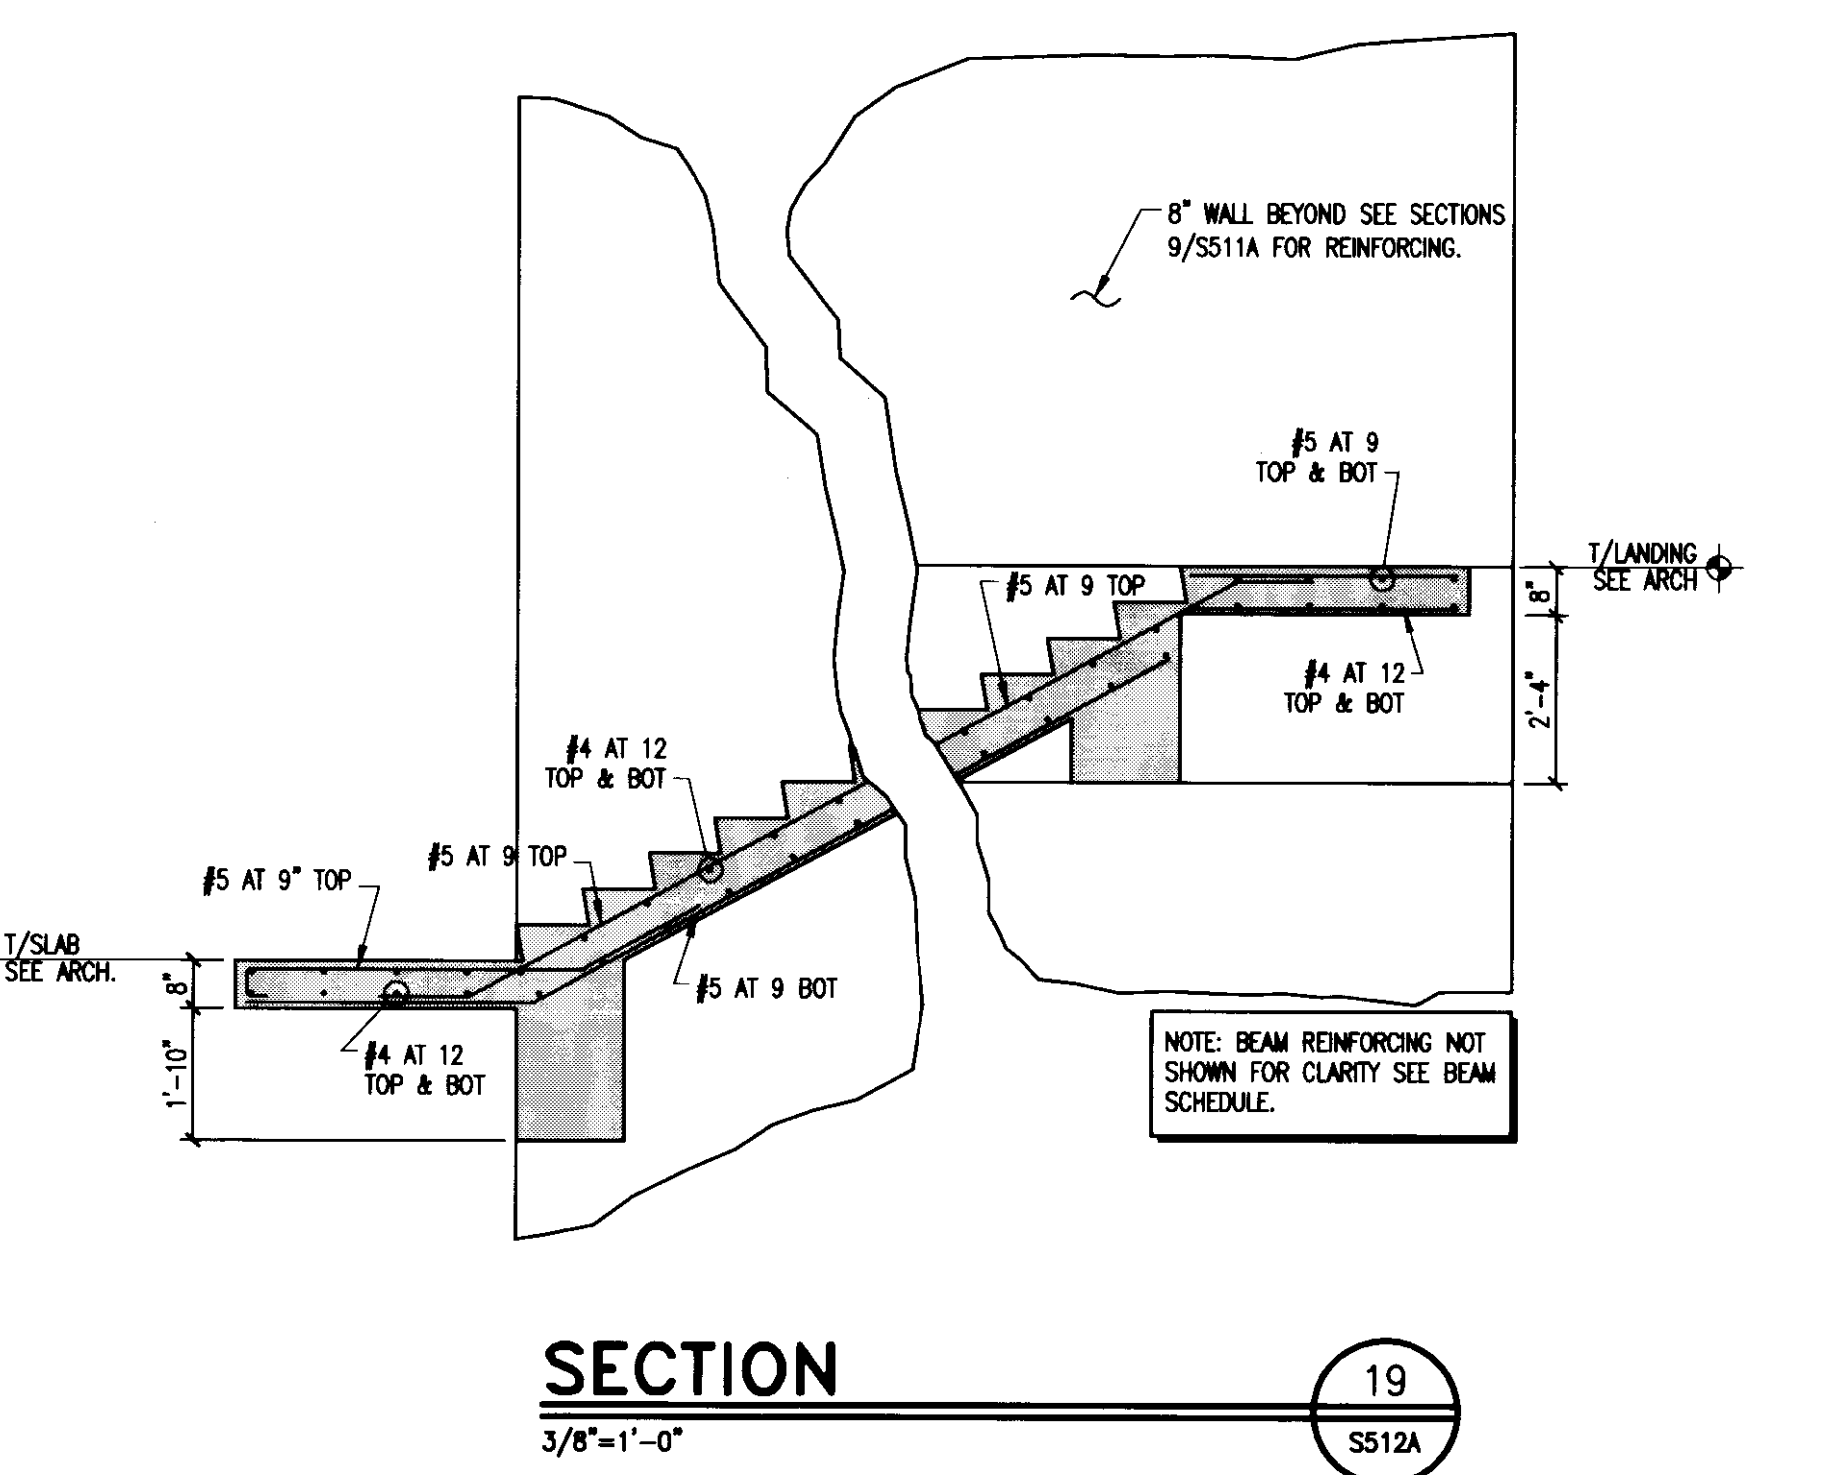 8" WALL BEYOND SEE SECTIONS
9/S511A FOR REINFORCING.
#5 AT 9
TOP & BOT
T/LANDING
SEE ARCH
8"
#5 AT 9 TOP
#4 AT 12
TOP & BOT
2'-4"
#4 AT 12
TOP & BOT
#5 AT 9 TOP
#5 AT 9" TOP
T/SLAB
SEE ARCH.
8"
#5 AT 9 BOT
1'-10"
#4 AT 12
TOP & BOT
NOTE: BEAM REINFORCING NOT
SHOWN FOR CLARITY SEE BEAM
SCHEDULE.
SECTION
3/8"=1'-0"
19
S512A